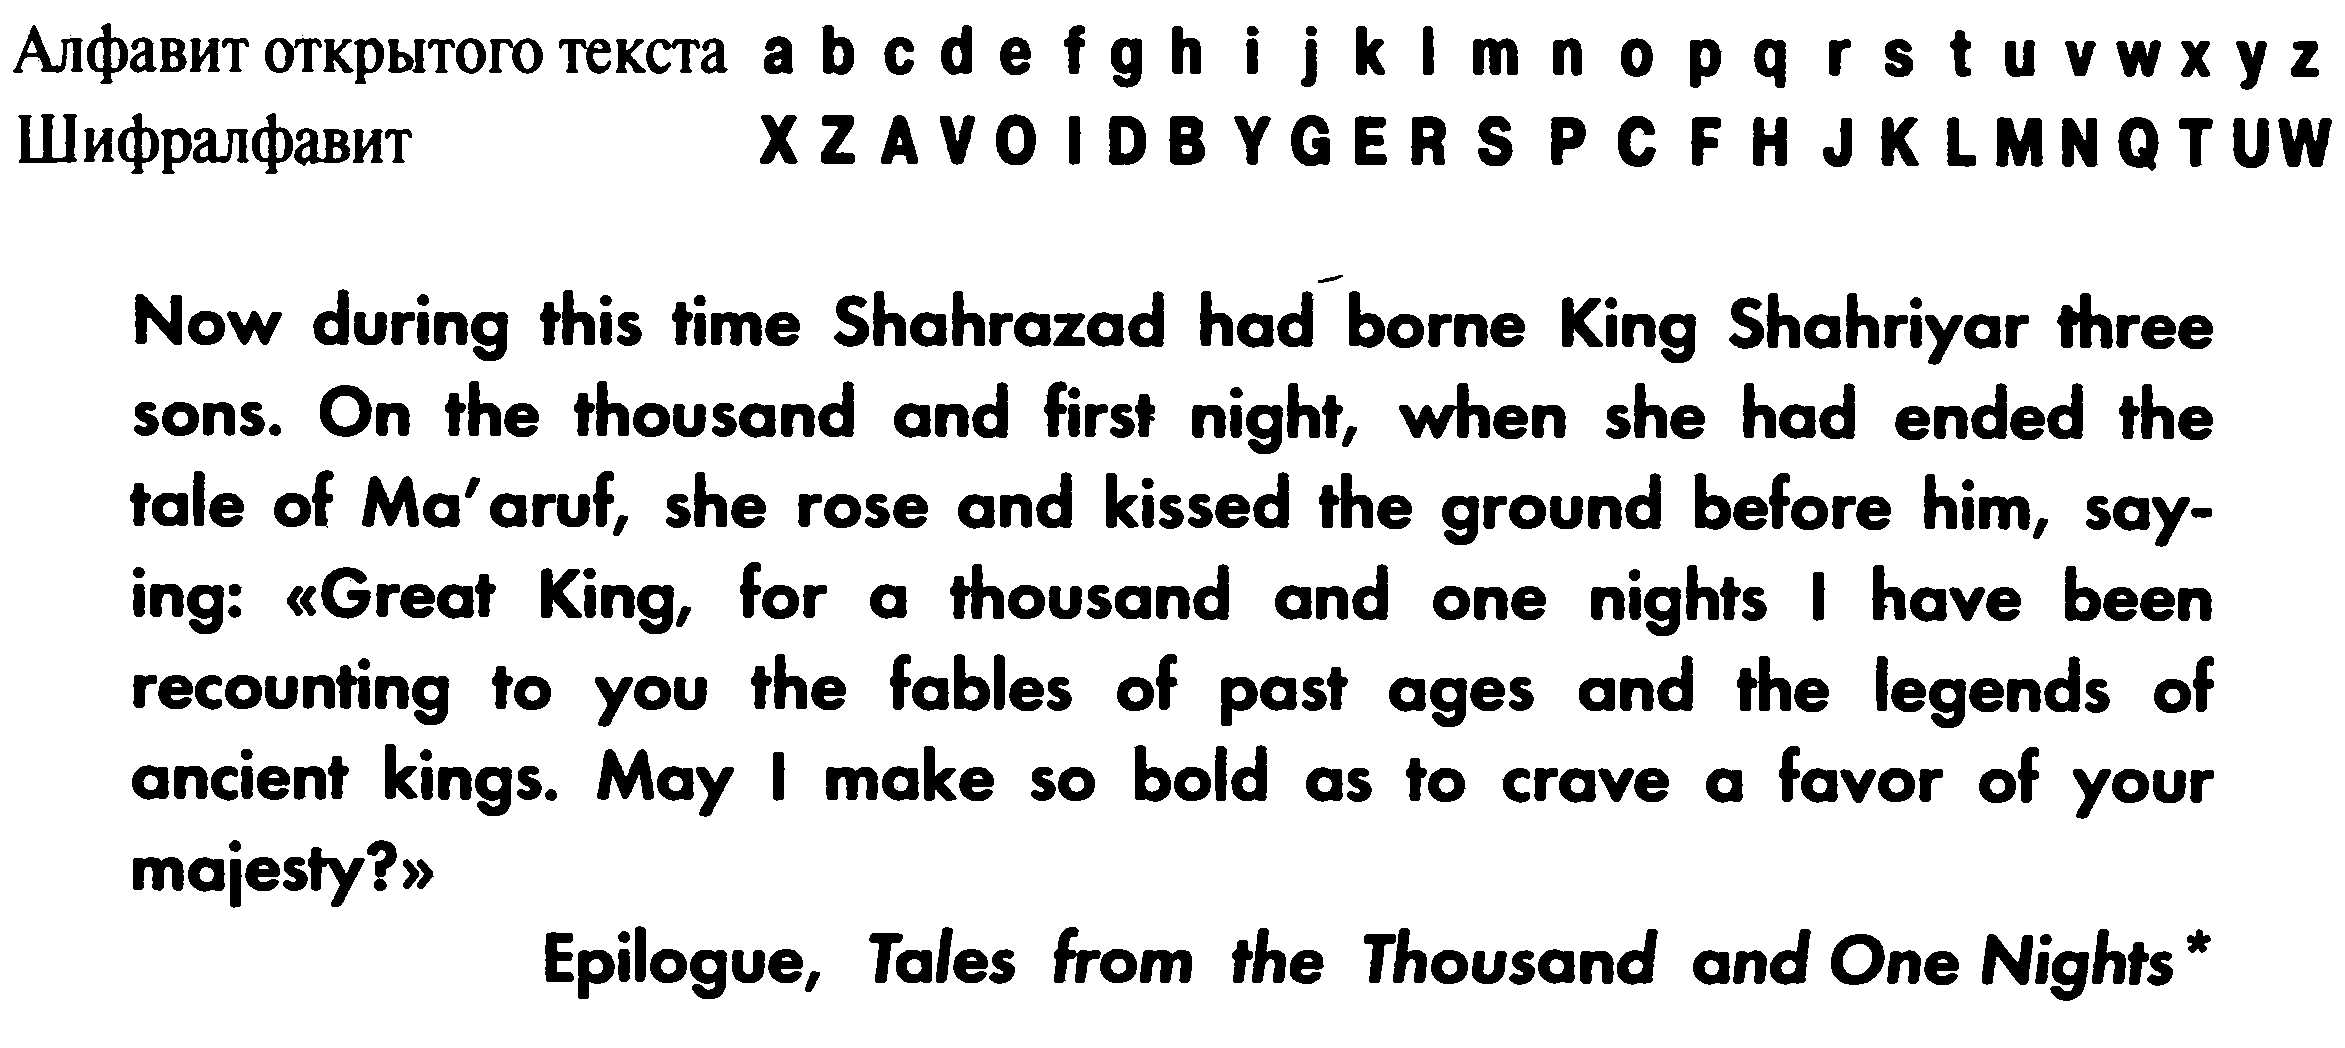 Алфавит открытого текста a b c d e f g h i j k l m n o p q r s t u v w x y z
Шифралфавит X Z A V O I D B Y G E R S P C F H J K L M N Q T U W
Now during this time Shahrazad had borne King Shahriyar three
sons. On the thousand and first night, when she had ended the
tale of Ma'aruf, she rose and kissed the ground before him, say-
ing: «Great King, for a thousand and one nights I have been
recounting to you the fables of past ages and the legends of
ancient kings. May I make so bold as to crave a favor of your
majesty?»
Epilogue, Tales from the Thousand and One Nights*